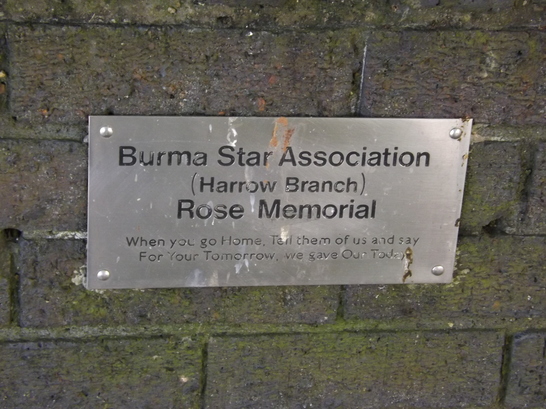 Burma Star Association
(Harrow Branch)
Rose Memorial
When you go Home, Tell them of us and say
For Your Tomorrow, we gave Our Today